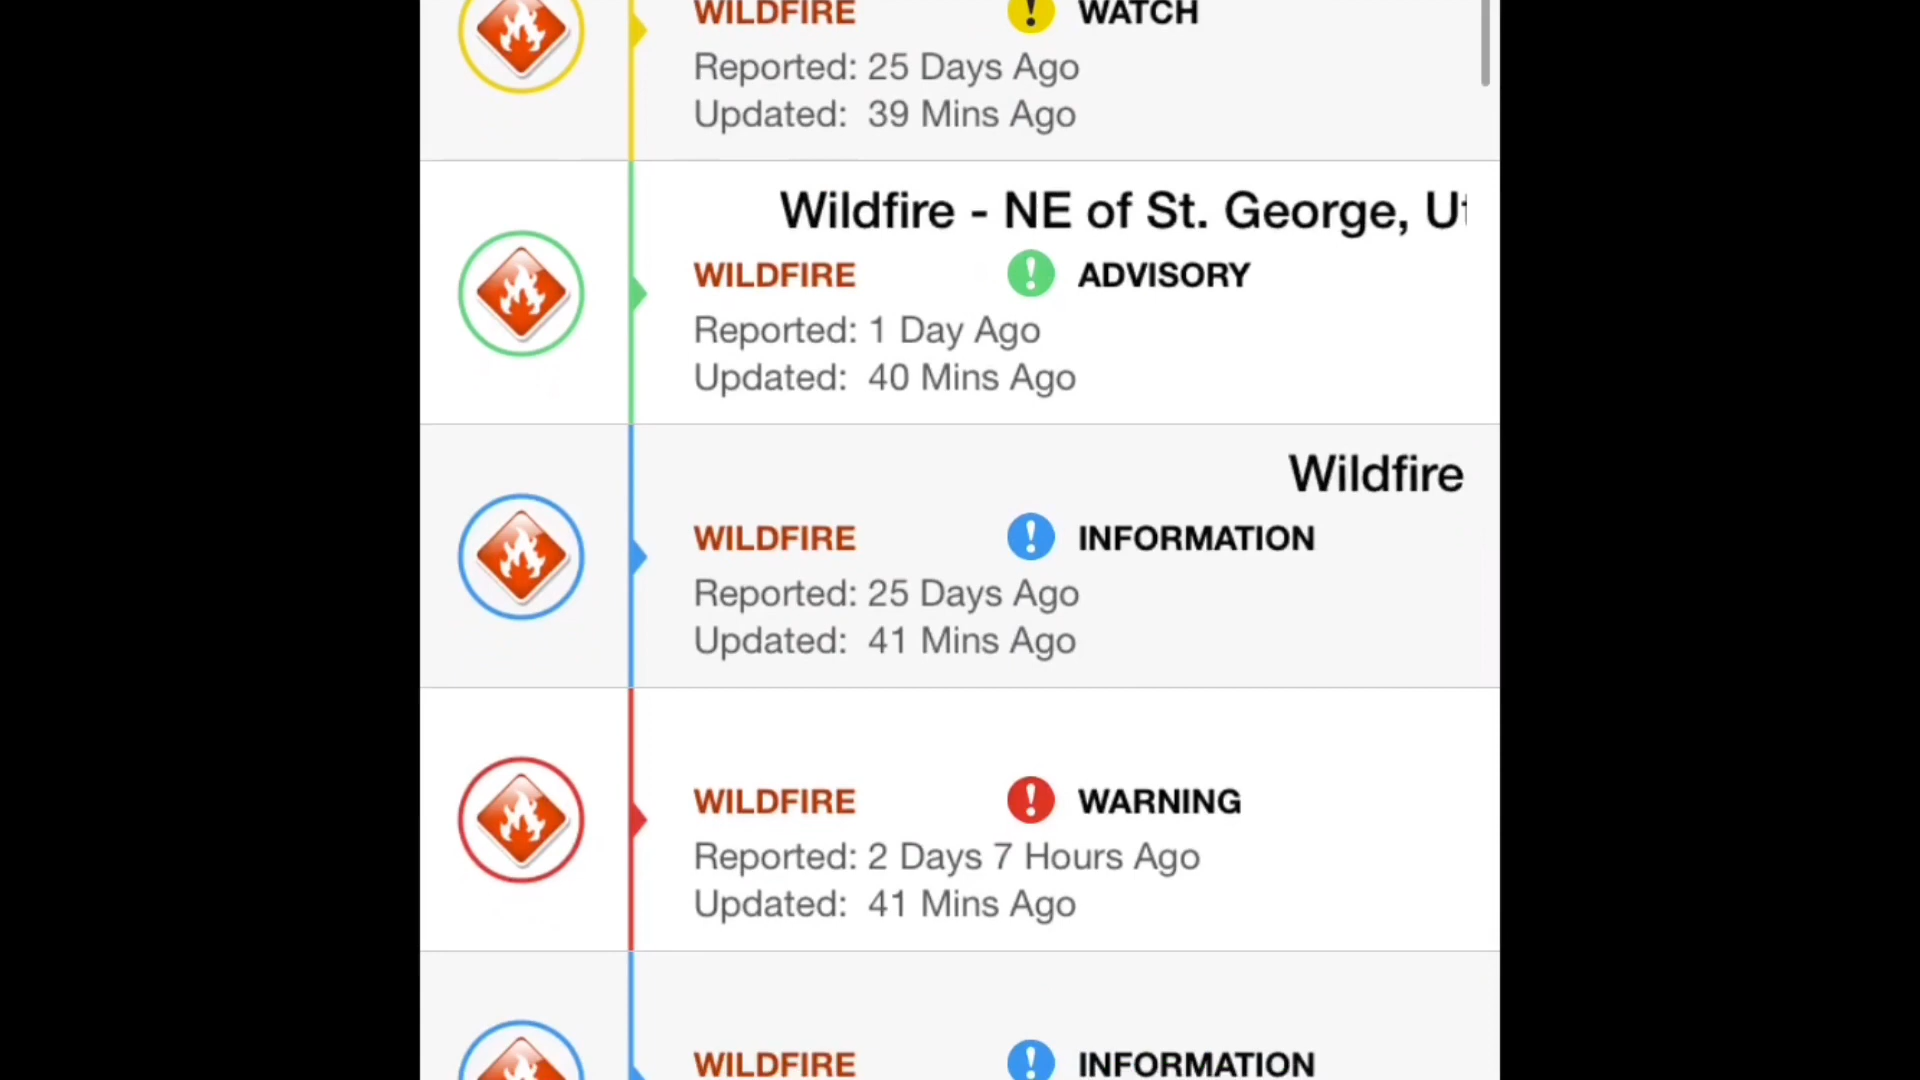 WILDFIRE ! WATCH
Reported: 25 Days Ago
Updated: 39 Mins Ago
Wildfire - NE of St. George, Ut
WILDFIRE ! ADVISORY
Reported: 1 Day Ago
Updated: 40 Mins Ago
Wildfire
WILDFIRE ! INFORMATION
Reported: 25 Days Ago
Updated: 41 Mins Ago
WILDFIRE ! WARNING
Reported: 2 Days 7 Hours Ago
Updated: 41 Mins Ago
WILDFIRE ! INFORMATION